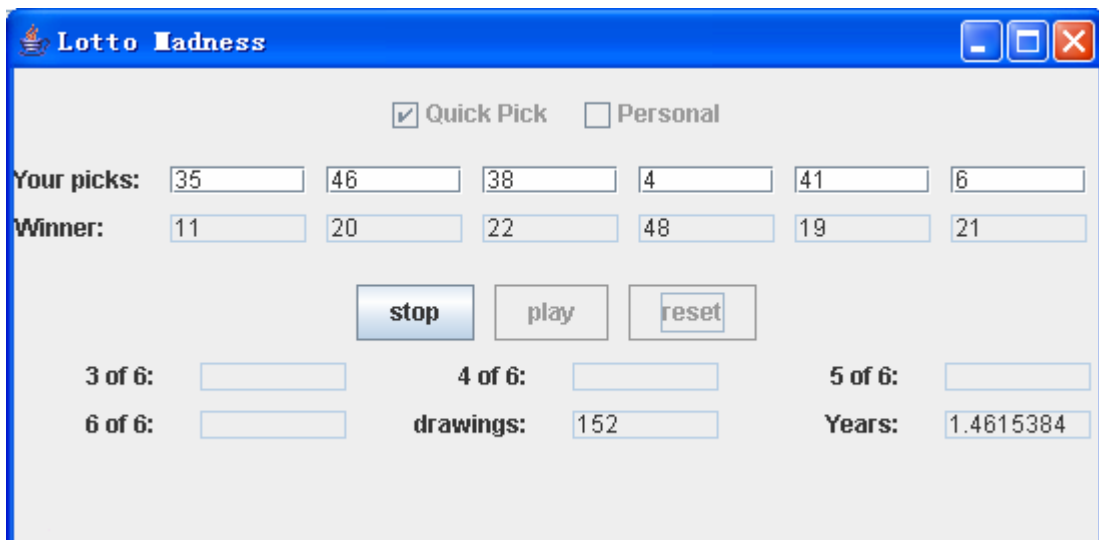 Lotto Madness
Quick Pick Personal
Your picks: 35 46 38 4 41 6
Winner: 11 20 22 48 19 21
stop play reset
3 of 6: 4 of 6: 5 of 6:
6 of 6: drawings: 152 Years: 1.4615384